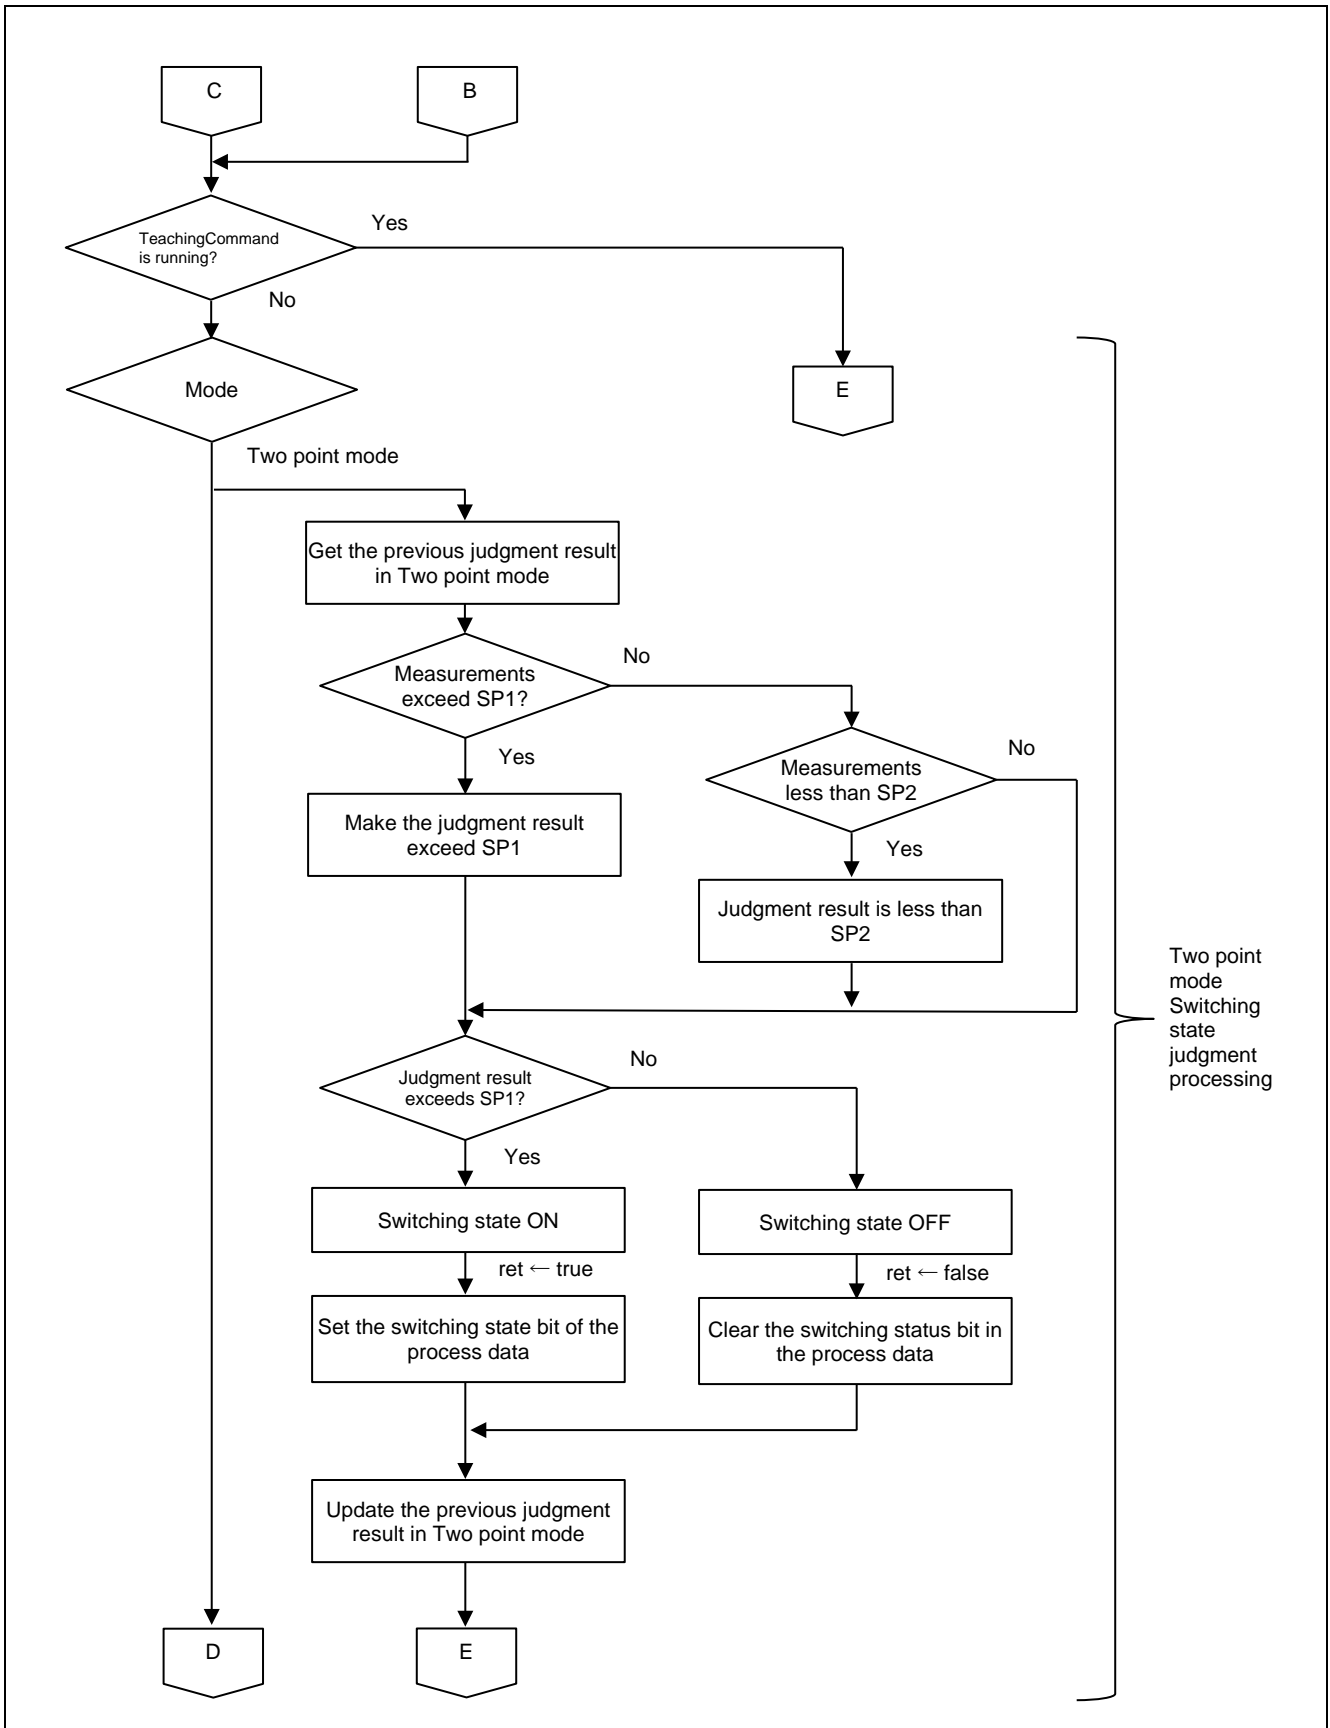 C
B
TeachingCommand
is running?
Yes
No
Mode
E
Two point mode
Get the previous judgment result
in Two point mode
Measurements
exceed SP1?
No
Yes
Measurements
less than SP2
No
Make the judgment result
exceed SP1
Yes
Judgment result is less than
SP2
Two point
mode
Switching
state
judgment
processing
Judgment result
exceeds SP1?
No
Yes
Switching state ON
Switching state OFF
ret ← true
ret ← false
Set the switching state bit of the
process data
Clear the switching status bit in
the process data
Update the previous judgment
result in Two point mode
D
E